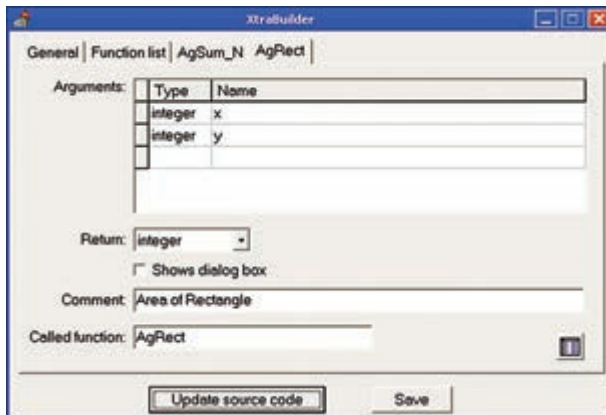 XtraBuilder
General Function list AgSum_N AgRect
Arguments: Type Name
integer x
integer y
Return: integer
Shows dialog box
Comment: Area of Rectangle
Called function: AgRect
Update source code Save